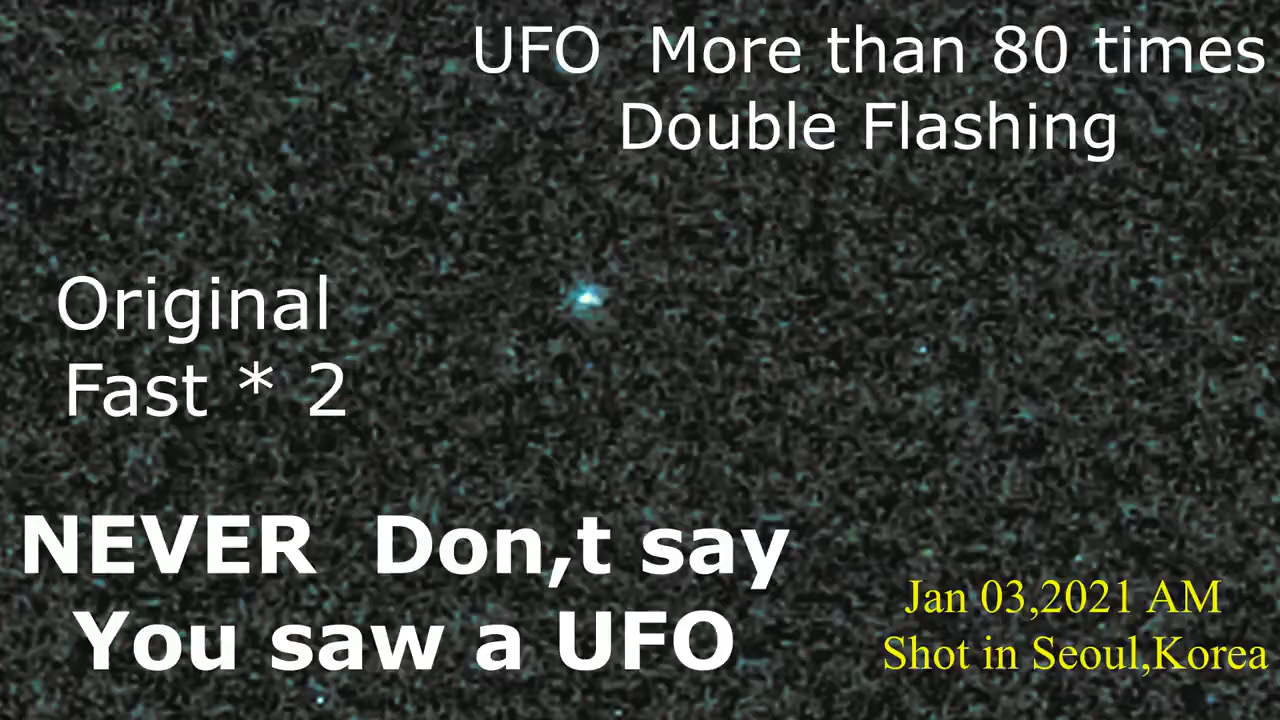 UFO More than 80 times
Double Flashing
Original
Fast * 2
NEVER Don,t say
You saw a UFO
Jan 03,2021 AM
Shot in Seoul,Korea